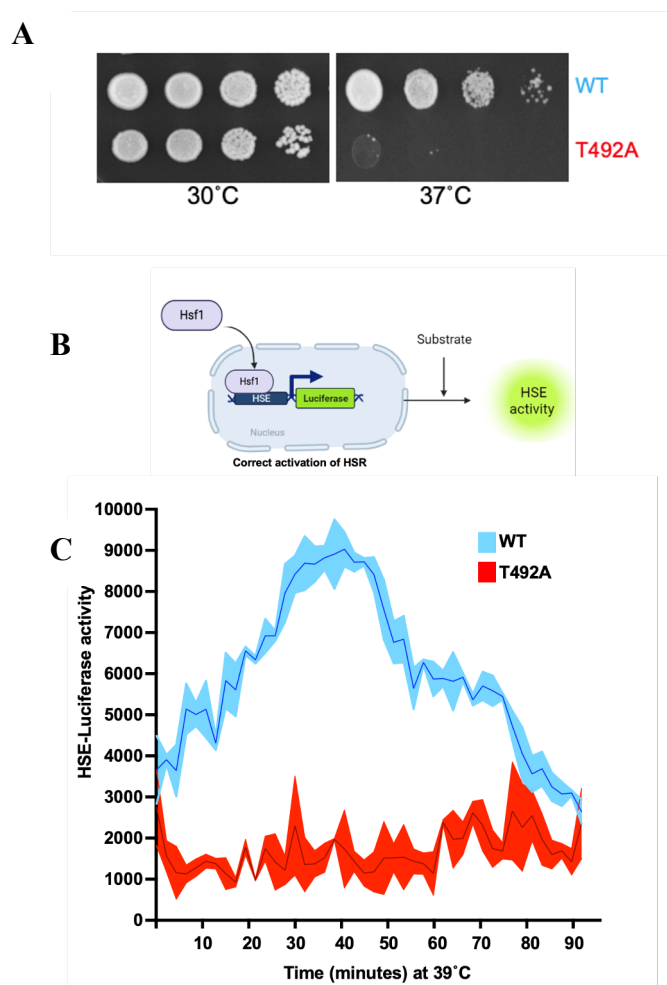 A
WT
T492A
30˚C
37˚C
B
Hsf1
Substrate
Hsf1
HSE
Luciferase
HSE
activity
Nucleus
Correct activation of HSR
C
10000
9000
8000
7000
6000
5000
4000
3000
2000
1000
0
HSE-Luciferase activity
WT
T492A
10 20 30 40 50 60 70 80 90
Time (minutes) at 39˚C